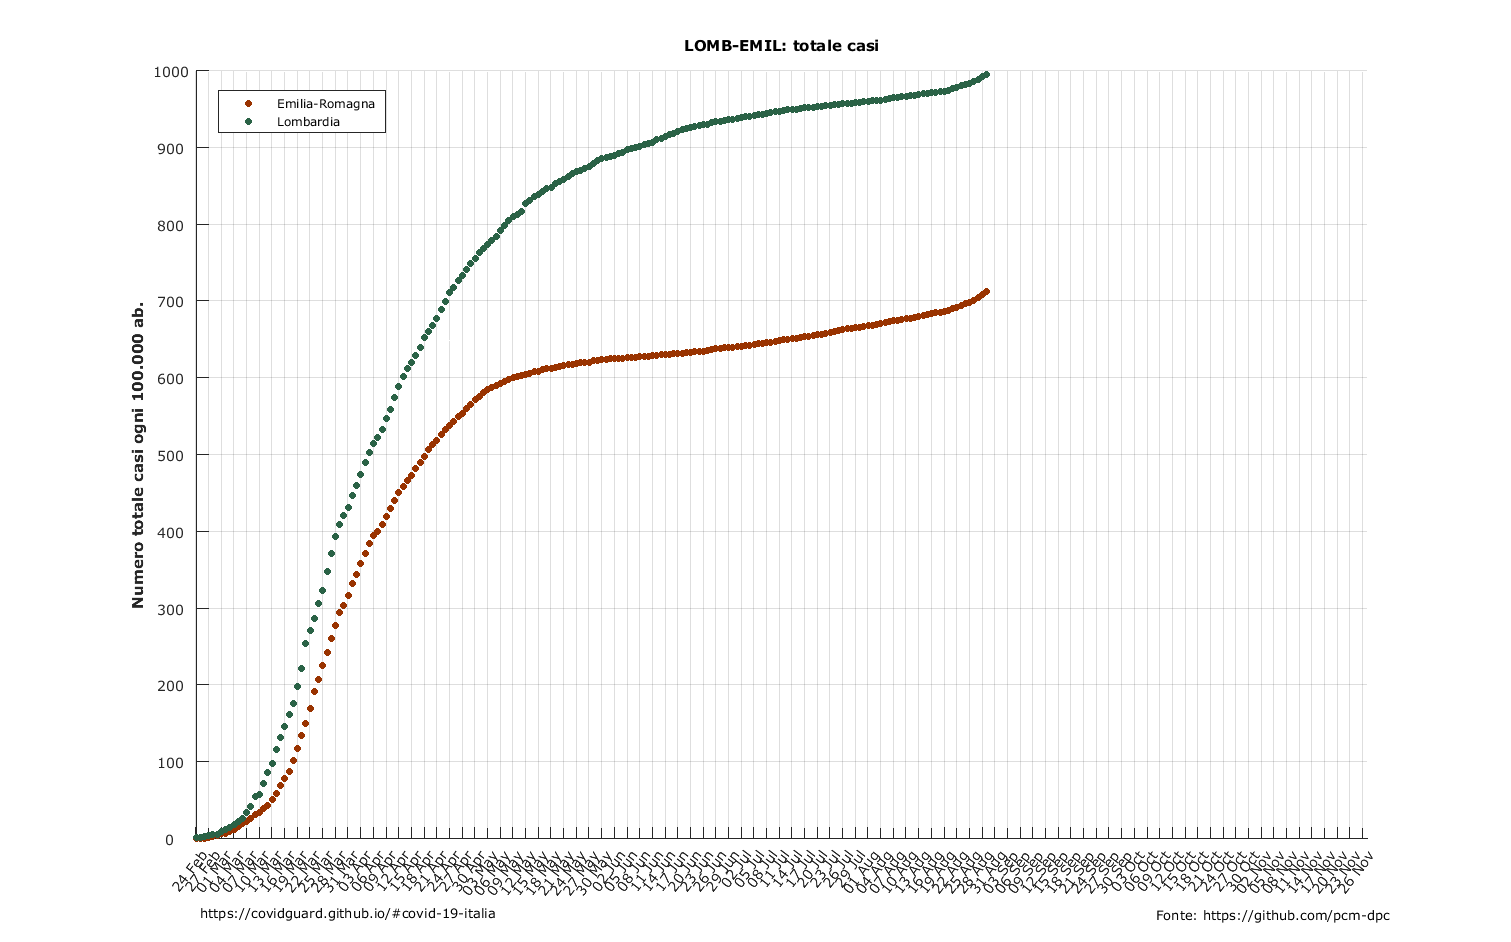 LOMB-EMIL: totale casi
Emilia-Romagna
Lombardia
Numero totale casi ogni 100.000 ab.
1000
900
800
700
600
500
400
300
200
100
0
24 Feb
27 Feb
01 Mar
04 Mar
07 Mar
10 Mar
13 Mar
16 Mar
19 Mar
22 Mar
25 Mar
28 Mar
31 Mar
03 Apr
06 Apr
09 Apr
12 Apr
15 Apr
18 Apr
21 Apr
24 Apr
27 Apr
30 Apr
03 May
06 May
09 May
12 May
15 May
18 May
21 May
24 May
27 May
30 May
02 Jun
05 Jun
08 Jun
11 Jun
14 Jun
17 Jun
20 Jun
23 Jun
26 Jun
29 Jun
02 Jul
05 Jul
08 Jul
11 Jul
14 Jul
17 Jul
20 Jul
23 Jul
26 Jul
29 Jul
01 Aug
04 Aug
07 Aug
10 Aug
13 Aug
16 Aug
19 Aug
22 Aug
25 Aug
28 Aug
31 Aug
03 Sep
06 Sep
09 Sep
12 Sep
15 Sep
18 Sep
21 Sep
24 Sep
27 Sep
30 Sep
03 Oct
06 Oct
09 Oct
12 Oct
15 Oct
18 Oct
21 Oct
24 Oct
27 Oct
30 Oct
02 Nov
05 Nov
08 Nov
11 Nov
14 Nov
17 Nov
20 Nov
23 Nov
26 Nov
https://covidguard.github.io/#covid-19-italia
Fonte: https://github.com/pcm-dpc